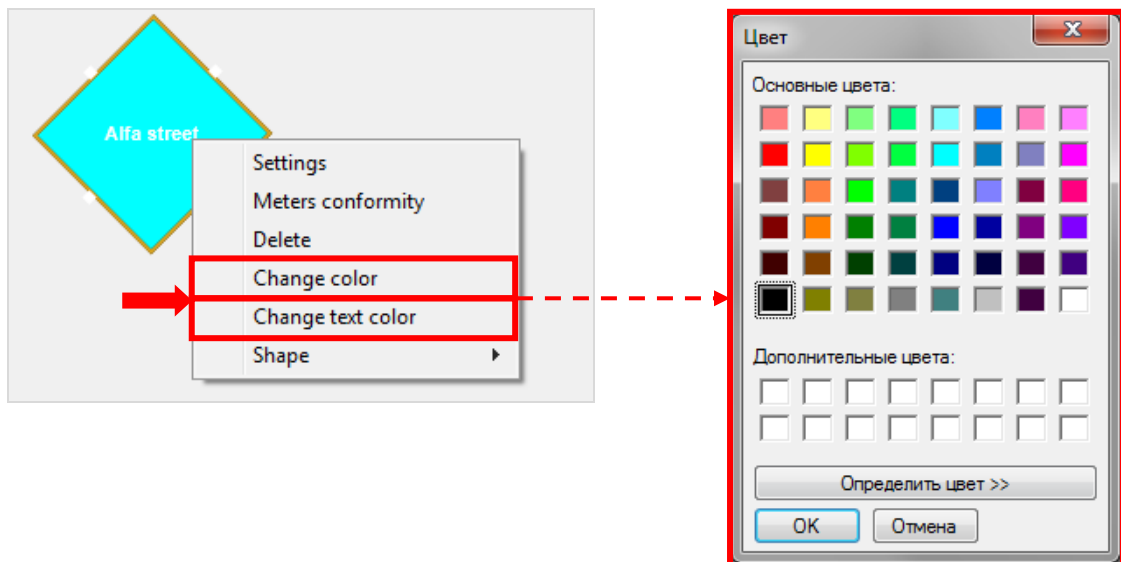 Alfa street
Settings
Meters conformity
Delete
Change color
Change text color
Shape
Цвет
Основные цвета:
Дополнительные цвета:
Определить цвет >>
OK
Отмена